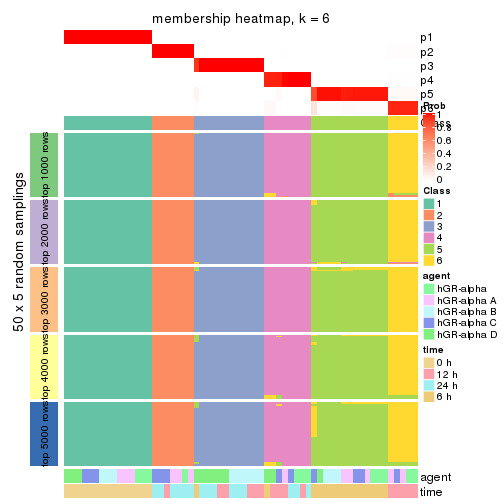 membership heatmap, k = 6
p1
p2
p3
p4
p5
p6
Class
50 x 5 random samplings
top 1000 rows
top 2000 rows
top 3000 rows
top 4000 rows
top 5000 rows
agent
time
Prob
1
0.8
0.6
0.4
0.2
0
Class
1
2
3
4
5
6
agent
hGR-alpha
hGR-alpha A
hGR-alpha B
hGR-alpha C
hGR-alpha D
time
0 h
12 h
24 h
6 h